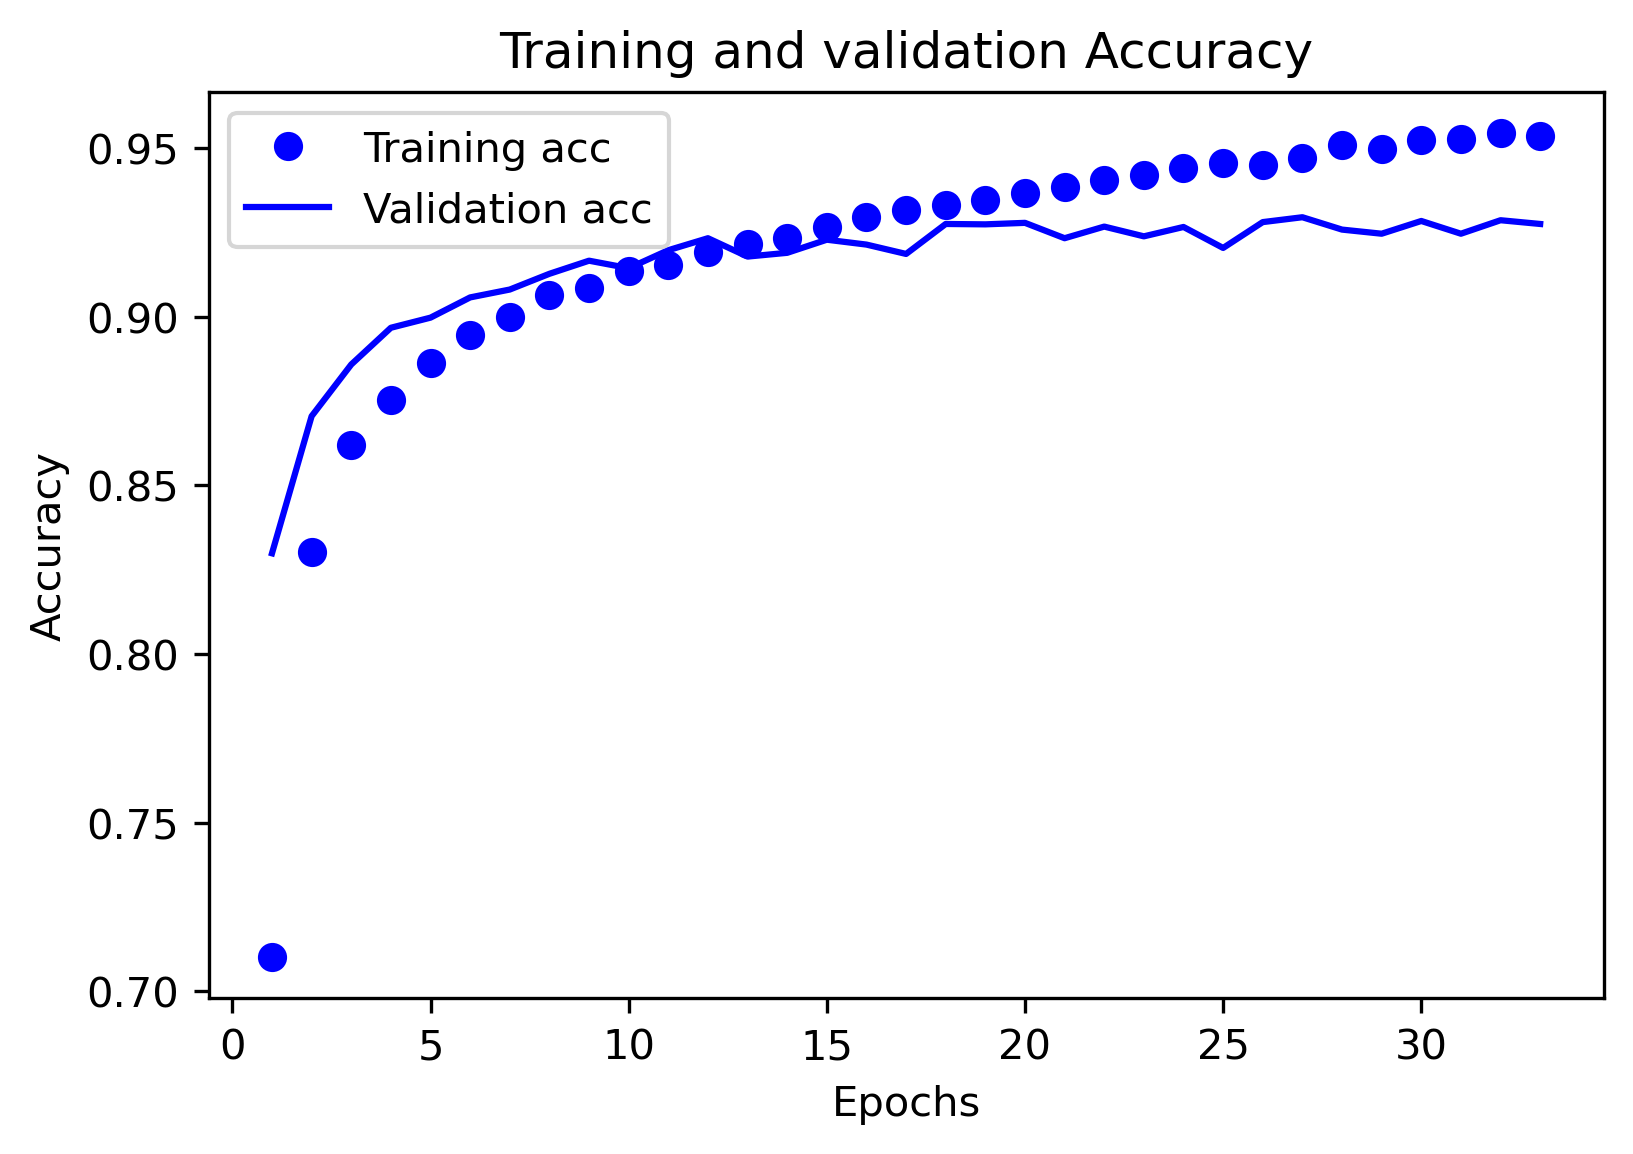 Training and validation Accuracy
Training acc
Validation acc
0.95
0.90
0.85
0.80
0.75
0.70
Accuracy
0 5 10 15 20 25 30
Epochs